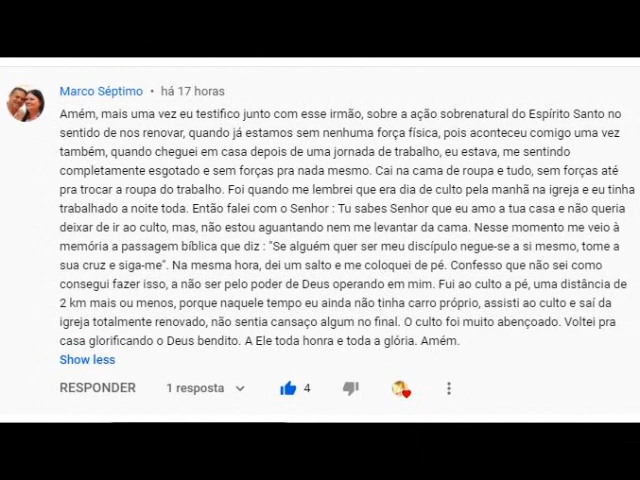 Marco Séptimo • há 17 horas
Amém, mais uma vez eu testifico junto com esse irmão, sobre a ação sobrenatural do Espírito Santo no
sentido de nos renovar, quando já estamos sem nenhuma força física, pois aconteceu comigo uma vez
também, quando cheguei em casa depois de uma jornada de trabalho, eu estava, me sentindo
completamente esgotado e sem forças pra nada mesmo. Cai na cama de roupa e tudo, sem forças até
pra trocar a roupa do trabalho. Foi quando me lembrei que era dia de culto pela manhã na igreja e eu tinha
trabalhado a noite toda. Então falei com o Senhor : Tu sabes Senhor que eu amo a tua casa e não queria
deixar de ir ao culto, mas, não estou aguantando nem me levantar da cama. Nesse momento me veio à
memória a passagem bíblica que diz : "Se alguém quer ser meu discípulo negue-se a si mesmo, tome a
sua cruz e siga-me". Na mesma hora, dei um salto e me coloquei de pé. Confesso que não sei como
consegui fazer isso, a não ser pelo poder de Deus operando em mim. Fui ao culto a pé, uma distância de
2 km mais ou menos, porque naquele tempo eu ainda não tinha carro próprio, assisti ao culto e saí da
igreja totalmente renovado, não sentia cansaço algum no final. O culto foi muito abençoado. Voltei pra
casa glorificando o Deus bendito. A Ele toda honra e toda a glória. Amém.
Show less
RESPONDER 1 resposta 4